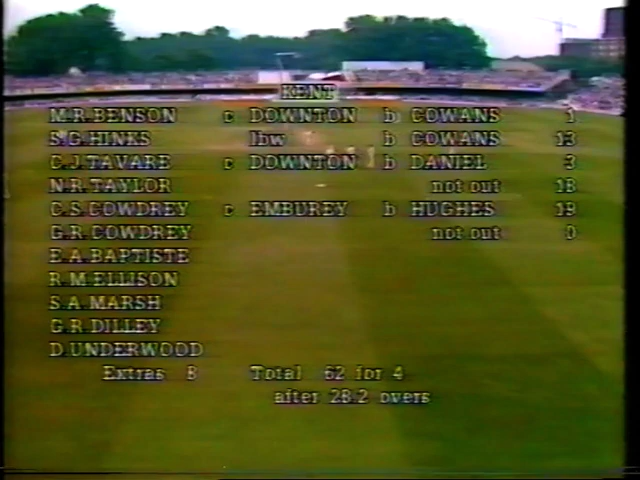 KENT
M.R.BENSON c DOWNTON b COWANS 1
S.G.HINKS lbw b COWANS 13
C.J.TAVARE c DOWNTON b DANIEL 3
N.R.TAYLOR not out 18
C.S.COWDREY c EMBUREY b HUGHES 19
G.R.COWDREY not out 0
E.A.BAPTISTE
R.M.ELLISON
S.A.MARSH
G.R.DILLEY
D.UNDERWOOD
Extras 8 Total 62 for 4
after 28.2 overs